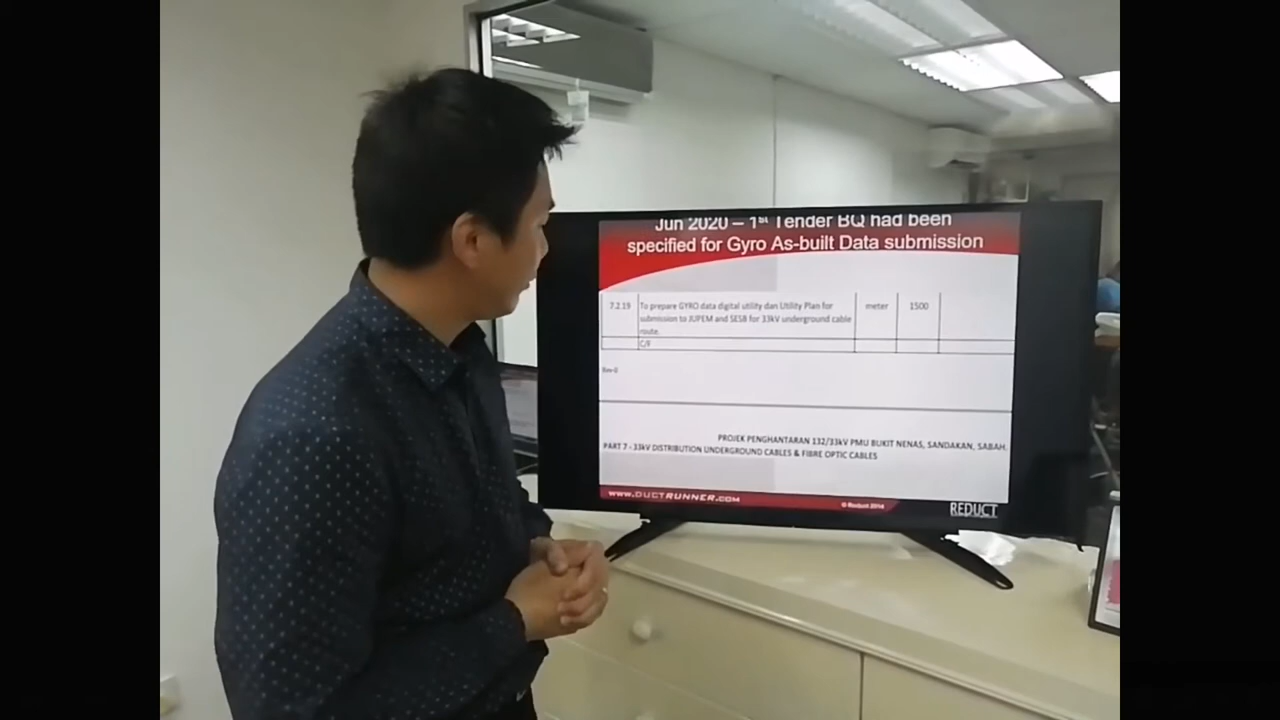 Jun 2020 – 1st Tender BQ had been
specified for Gyro As-built Data submission
7.2.19 To prepare GYRO data digital utility dan Utility Plan for meter 1500
submission to JUPEM and SESB for 33kV underground cable
route.
C/F
Rev-0
PROJEK PENGHANTARAN 132/33kV PMU BUKIT NENAS, SANDAKAN, SABAH.
PART 7 - 33kV DISTRIBUTION UNDERGROUND CABLES & FIBRE OPTIC CABLES
WWW.DUCTRUNNER.COM
© Reduct 2014
REDUCT